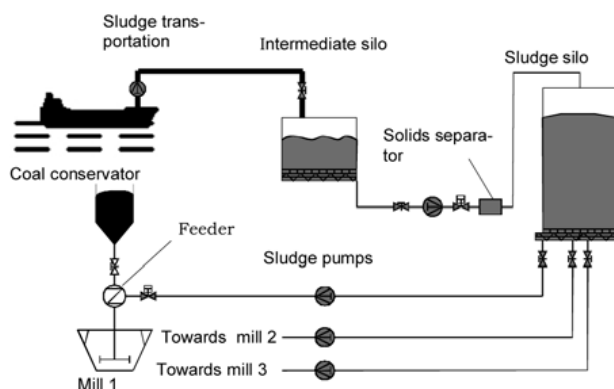 Sludge trans-
portation
Intermediate silo
Sludge silo
Solids separa-
tor
Coal conservator
Feeder
Sludge pumps
Towards mill 2
Towards mill 3
Mill 1